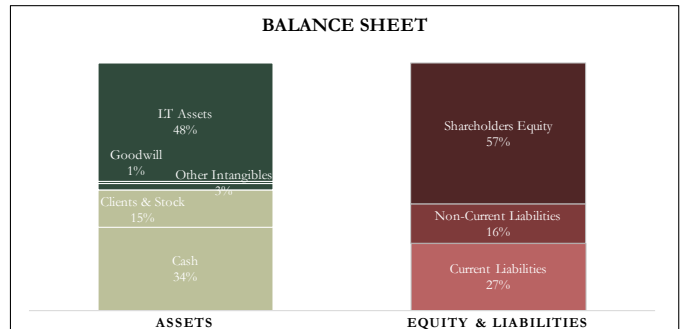 BALANCE SHEET
LT Assets
48%
Goodwill
1%
Other Intangibles
3%
Clients & Stock
15%
Cash
34%
Shareholders Equity
57%
Non-Current Liabilities
16%
Current Liabilities
27%
ASSETS
EQUITY & LIABILITIES